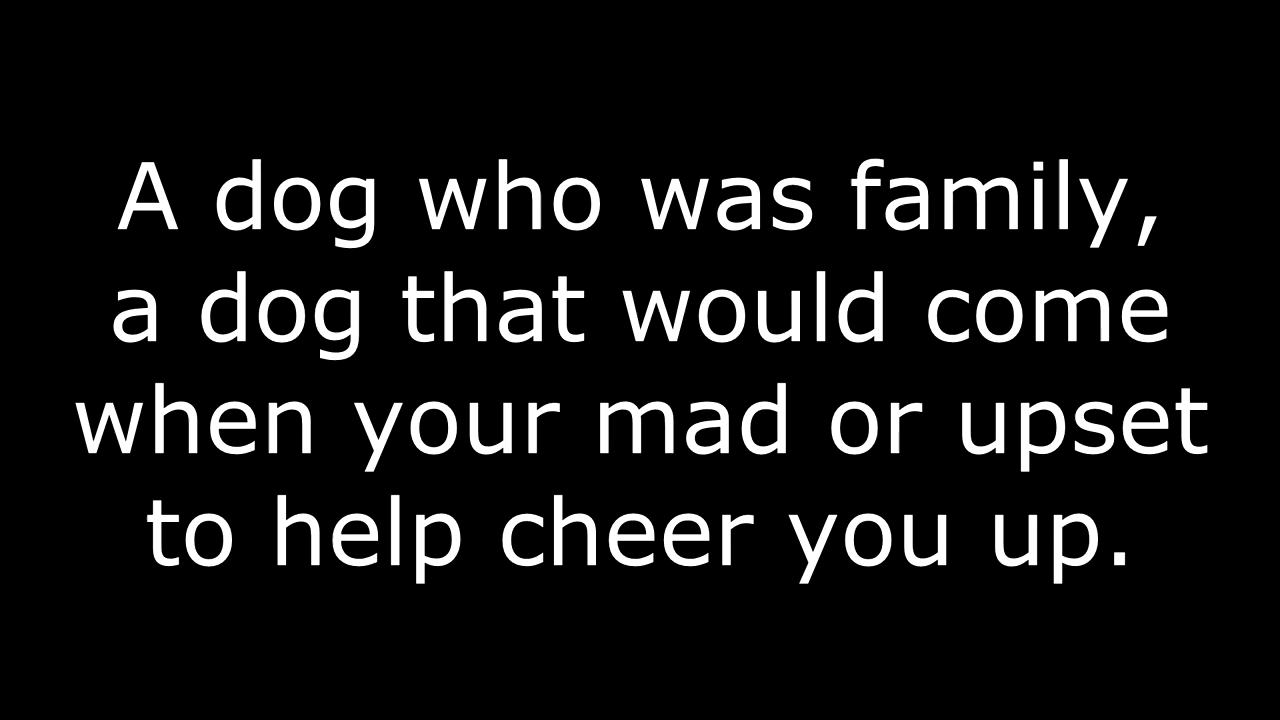 A dog who was family,
a dog that would come
when your mad or upset
to help cheer you up.